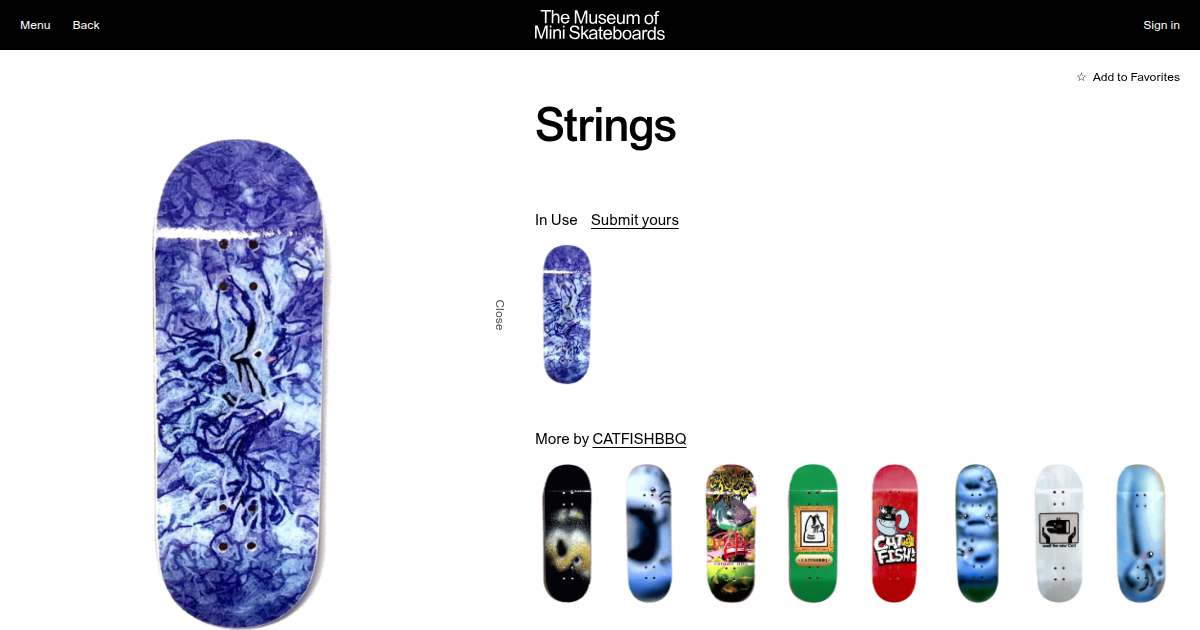 Menu
Back
The Museum of
Mini Skateboards
Sign in
☆ Add to Favorites
Strings
In Use
Submit yours
Close
More by CATFISHBBQ
CAT
FISH!